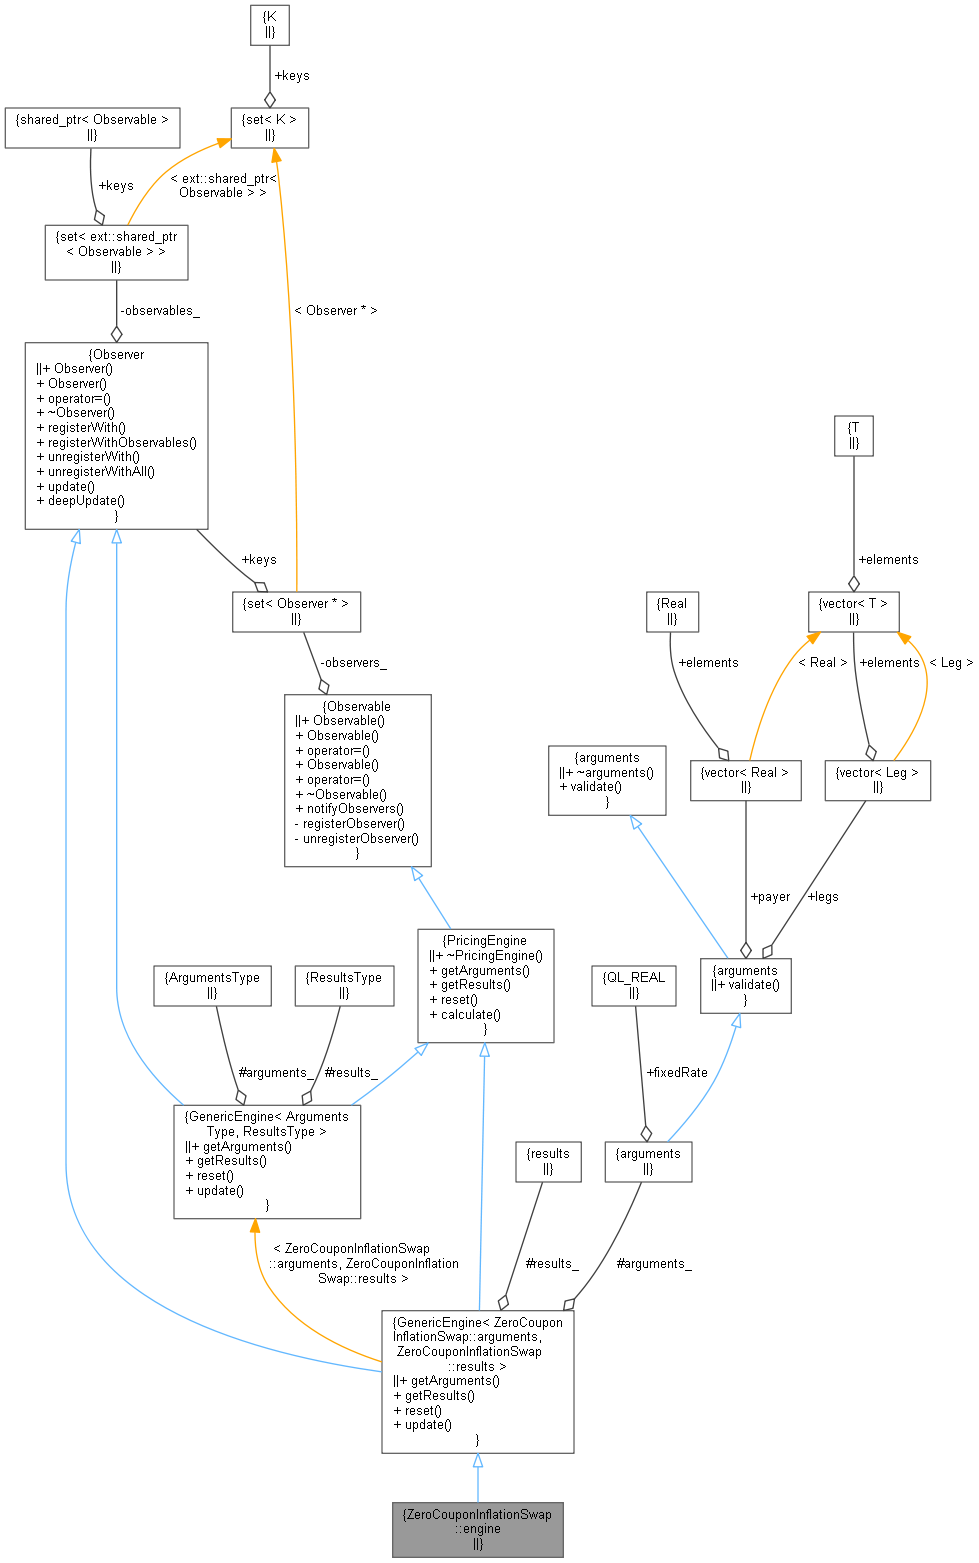 {K
||}
+keys
{shared_ptr< Observable >
||}
{set< K >
||}
+keys
< ext::shared_ptr<
Observable > >
{set< ext::shared_ptr
< Observable > >
||}
-observables_
< Observer * >
{Observer
||+ Observer()
+ Observer()
+ operator=()
+ ~Observer()
+ registerWith()
+ registerWithObservables()
+ unregisterWith()
+ unregisterWithAll()
+ update()
+ deepUpdate()
}
{T
||}
+keys
+elements
{set< Observer * >
||}
{Real
||}
{vector< T >
||}
-observers_
+elements
< Real >
+elements
< Leg >
{Observable
||+ Observable()
+ Observable()
+ operator=()
+ Observable()
+ operator=()
+ ~Observable()
+ notifyObservers()
- registerObserver()
- unregisterObserver()
}
{arguments
||+ ~arguments()
+ validate()
}
{vector< Real >
||}
{vector< Leg >
||}
+payer
+legs
{PricingEngine
||+ ~PricingEngine()
+ getArguments()
+ getResults()
+ reset()
+ calculate()
}
{ArgumentsType
||}
{ResultsType
||}
{QL_REAL
||}
{arguments
||+ validate()
}
#arguments_
#results_
+fixedRate
{GenericEngine< Arguments
Type, ResultsType >
||+ getArguments()
+ getResults()
+ reset()
+ update()
}
{results
||}
{arguments
||}
< ZeroCouponInflationSwap
::arguments, ZeroCouponInflation
Swap::results >
#results_
#arguments_
{GenericEngine< ZeroCoupon
InflationSwap::arguments,
ZeroCouponInflationSwap
::results >
||+ getArguments()
+ getResults()
+ reset()
+ update()
}
{ZeroCouponInflationSwap
::engine
||}